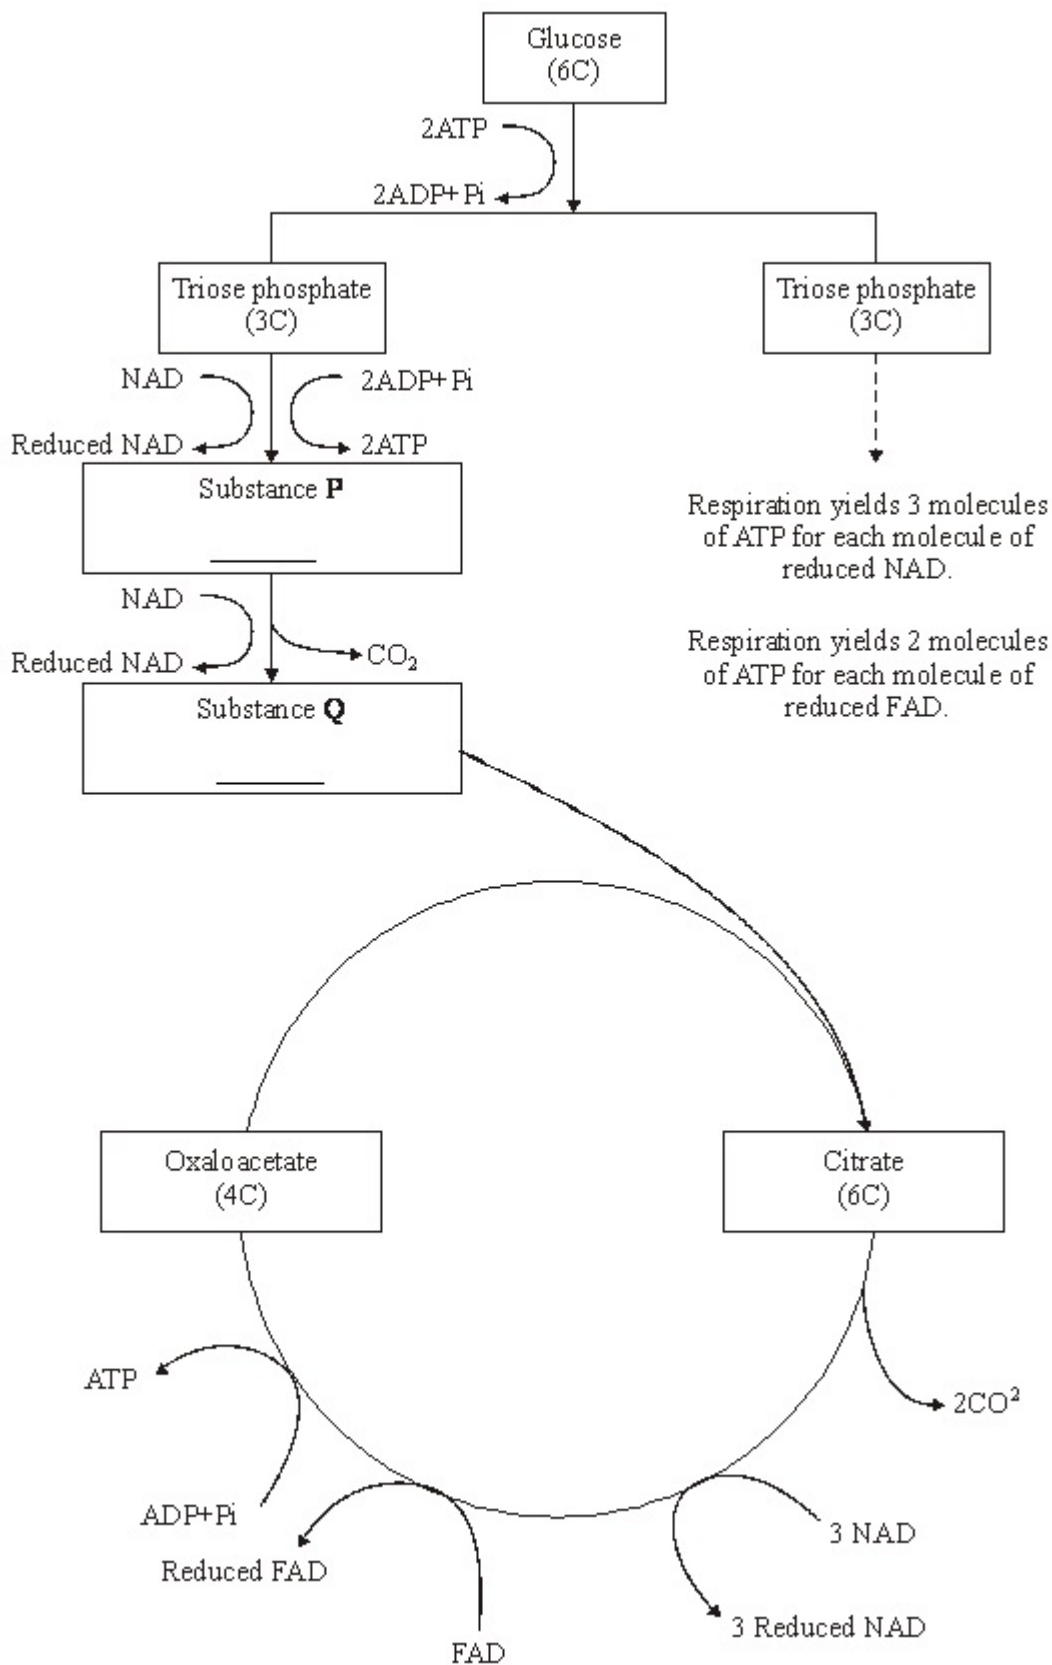 Glucose
(6C)
2ATP
2ADP+Pi
Triose phosphate
(3C)
Triose phosphate
(3C)
NAD
2ADP+Pi
Reduced NAD
2ATP
Substance P
Respiration yields 3 molecules
of ATP for each molecule of
reduced NAD.
NAD
Reduced NAD
CO₂
Respiration yields 2 molecules
of ATP for each molecule of
reduced FAD.
Substance Q
Oxaloacetate
(4C)
Citrate
(6C)
ATP
2CO²
ADP+Pi
3 NAD
Reduced FAD
3 Reduced NAD
FAD